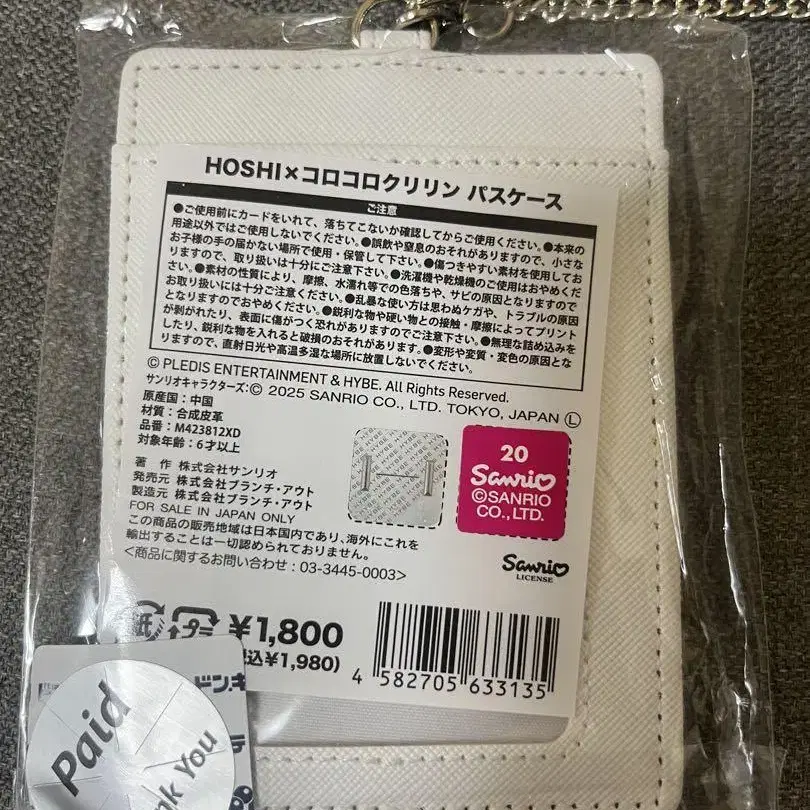 HOSHI×コロコロクリリン パスケース
ご注意
●ご使用前にカードをいれて、落ちてこないか確認してからご使用ください。●本来の
用途以外ではご使用しないでください。●誤飲や窒息のおそれがありますので、小さな
お子様の手の届かない場所で使用・保管して下さい。●傷つきやすい素材を使用してお
りますので、取り扱いは十分にご注意下さい。●洗濯機や乾燥機のご使用はおやめくだ
さい。●素材の性質により、摩擦、水濡れ等での色落ちや、サビの原因となりますので
お取り扱いには十分ご注意ください。●乱暴な使い方は思わぬケガや、トラブルの原因
となりますのでおやめください。●鋭利な物や硬い物との接触・摩擦によってプリント
が剥がれたり、表面に傷がつく恐れがありますのでご注意下さい。●無理な詰め込みを
したり、鋭利な物を入れると破損のおそれがあります。●変形や変質・変色の原因とな
りますので、直射日光や高温多湿な場所に放置しないでください。
© PLEDIS ENTERTAINMENT & HYBE. All Rights Reserved.
サンリオキャラクターズ:© 2025 SANRIO CO., LTD. TOKYO, JAPAN Ⓛ
原産国:中国
材質:合成皮革
品番:M423812XD
対象年齢:6才以上
著 作 株式会社サンリオ
発売元 株式会社ブランチ・アウト
製造元 株式会社ブランチ・アウト
FOR SALE IN JAPAN ONLY
この商品の販売地域は日本国内であり、海外にこれを
輸出することは一切認められておりません。
<商品に関するお問い合わせ:03-3445-0003>
HYBE
20
Sanrio
©SANRIO
CO., LTD.
Sanrio
LICENSE
紙 プラ ¥1,800
込¥1,980)
4 582705 633135
ドンキ
Paid
You